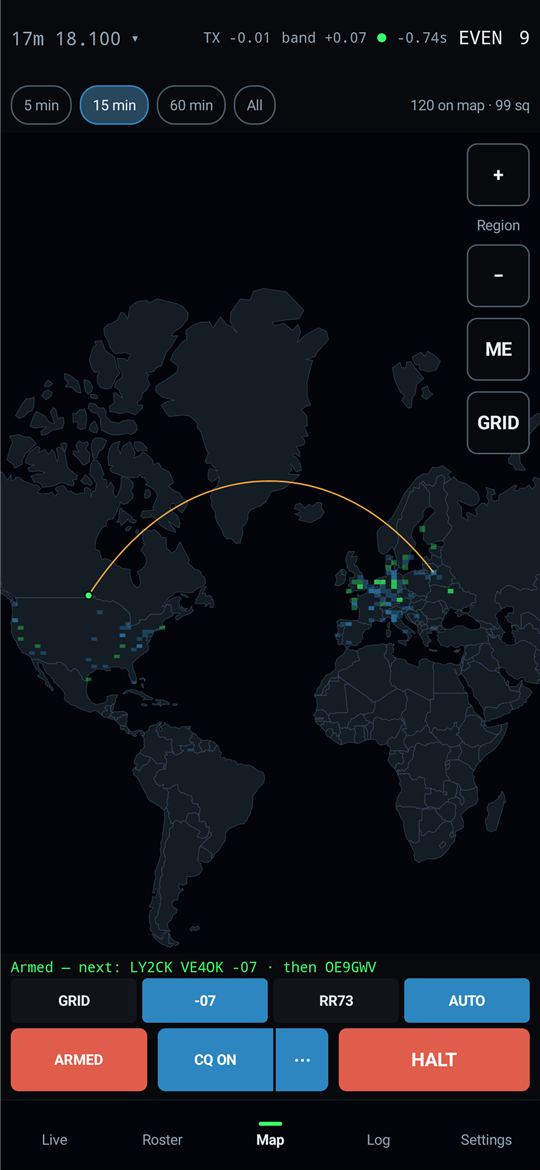 17m 18.100 ▾ TX -0.01 band +0.07 -0.74s EVEN 9
5 min 15 min 60 min All 120 on map · 99 sq
+
Region
−
ME
GRID
Armed — next: LY2CK VE4OK -07 · then OE9GWV
GRID -07 RR73 AUTO
ARMED CQ ON ... HALT
Live Roster Map Log Settings